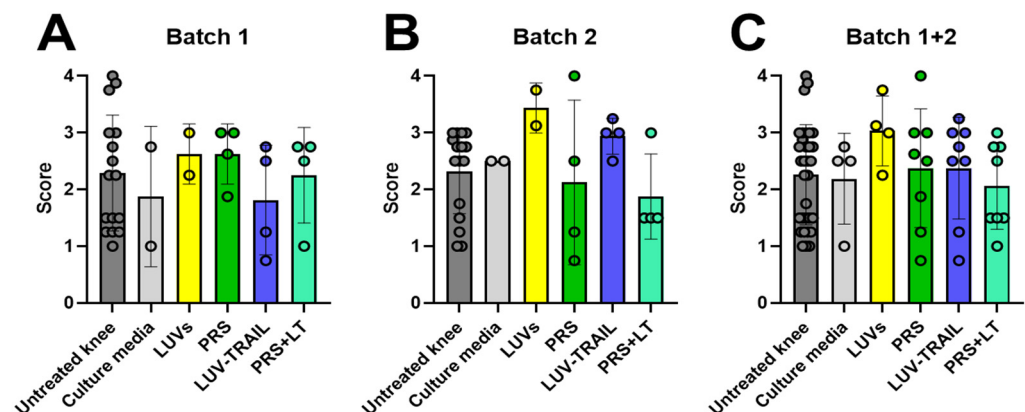 A
Batch 1
4
3
2
1
0
Score
Untreated knee
Culture media
LUVs
PRS
LUV-TRAIL
PRS+LT
B
Batch 2
4
3
2
1
0
Score
Untreated knee
Culture media
LUVs
PRS
LUV-TRAIL
PRS+LT
C
Batch 1+2
4
3
2
1
0
Score
Untreated knee
Culture media
LUVs
PRS
LUV-TRAIL
PRS+LT